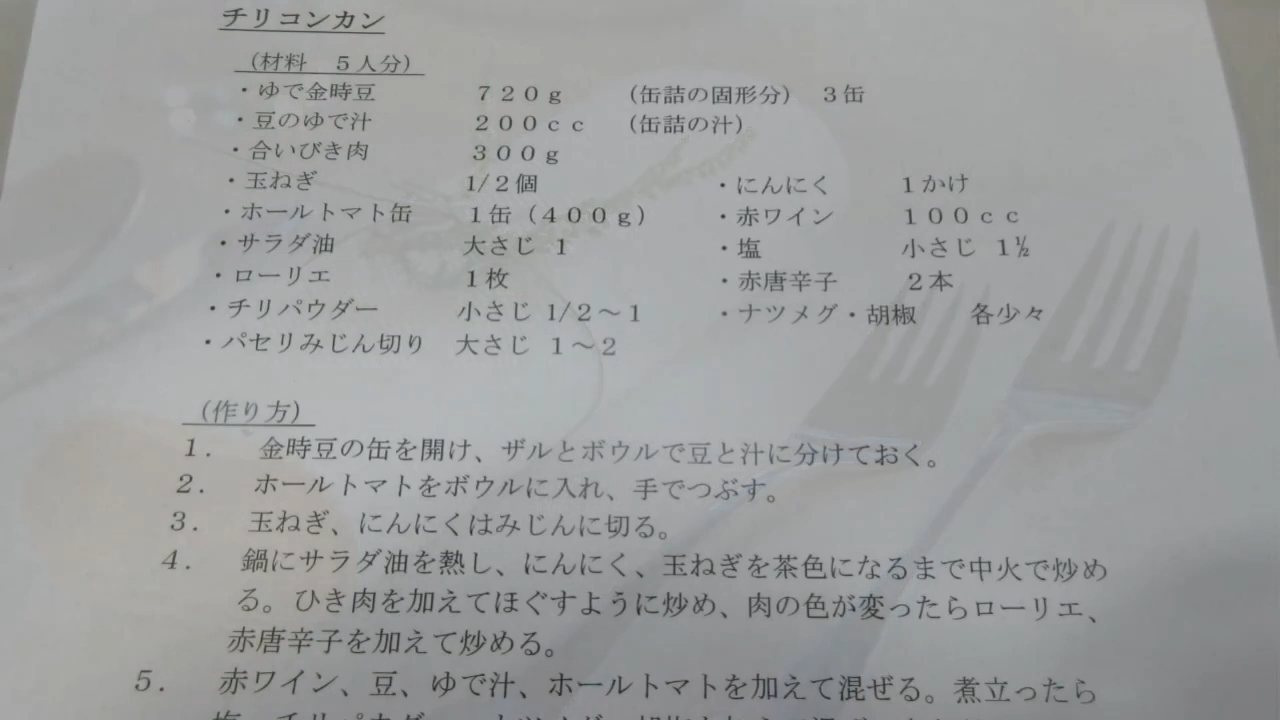 チリコンカン
（材料　５人分）
・ゆで金時豆　７２０ｇ　（缶詰の固形分）　３缶
・豆のゆで汁　２００ｃｃ　（缶詰の汁）
・合いびき肉　３００ｇ
・玉ねぎ　1/２個　・にんにく　１かけ
・ホールトマト缶　１缶（４００ｇ）　・赤ワイン　１００ｃｃ
・サラダ油　大さじ １　・塩　小さじ １½
・ローリエ　１枚　・赤唐辛子　２本
・チリパウダー　小さじ 1/２～１　・ナツメグ・胡椒　各少々
・パセリみじん切り　大さじ １～２
（作り方）
１．　金時豆の缶を開け、ザルとボウルで豆と汁に分けておく。
２．　ホールトマトをボウルに入れ、手でつぶす。
３．　玉ねぎ、にんにくはみじんに切る。
４．　鍋にサラダ油を熱し、にんにく、玉ねぎを茶色になるまで中火で炒め
る。ひき肉を加えてほぐすように炒め、肉の色が変ったらローリエ、
赤唐辛子を加えて炒める。
５．　赤ワイン、豆、ゆで汁、ホールトマトを加えて混ぜる。煮立ったら